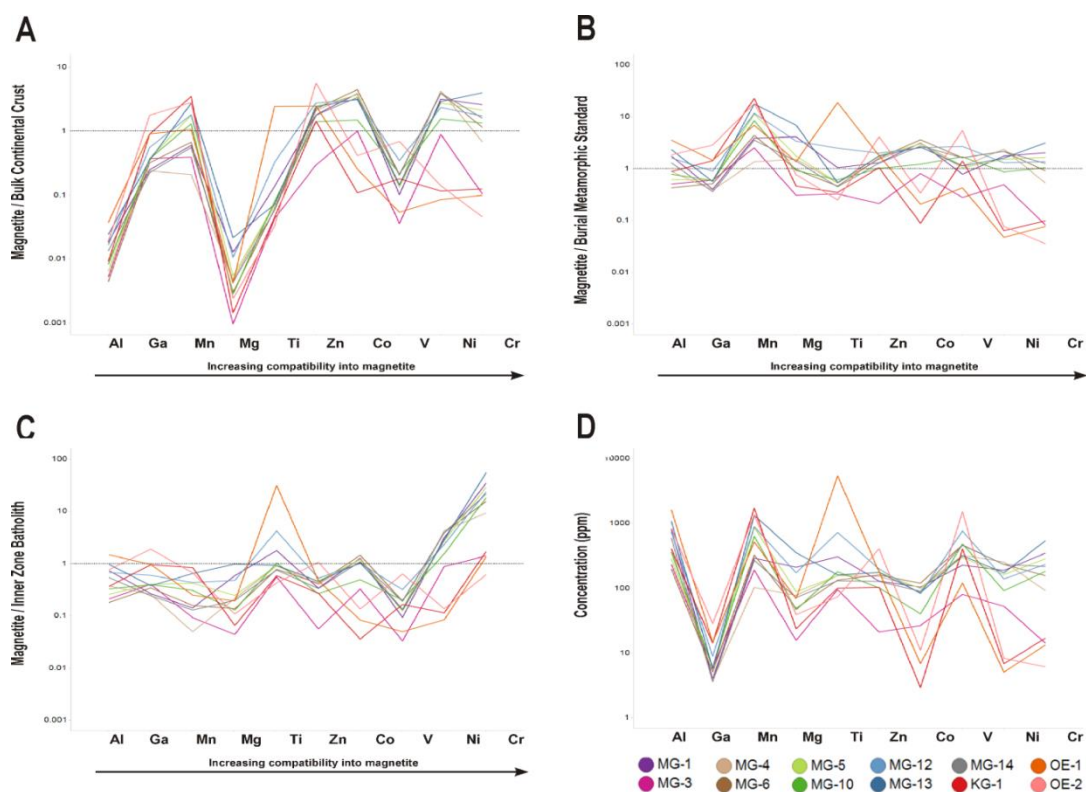 A
10
1
0.1
0.01
0.001
Magnetite / Bulk Continental Crust
Al Ga Mn Mg Ti Zn Co V Ni Cr
Increasing compatibility into magnetite
B
100
10
1
0.1
0.01
0.001
Magnetite / Burial Metamorphic Standard
Al Ga Mn Mg Ti Zn Co V Ni Cr
Increasing compatibility into magnetite
C
100
10
1
0.1
0.01
0.001
Magnetite / Inner Zone Batholith
Al Ga Mn Mg Ti Zn Co V Ni Cr
Increasing compatibility into magnetite
D
10000
1000
100
10
1
Concentration (ppm)
Al Ga Mn Mg Ti Zn Co V Ni Cr
MG-1 MG-4 MG-5 MG-12 MG-14 OE-1
MG-3 MG-6 MG-10 MG-13 KG-1 OE-2